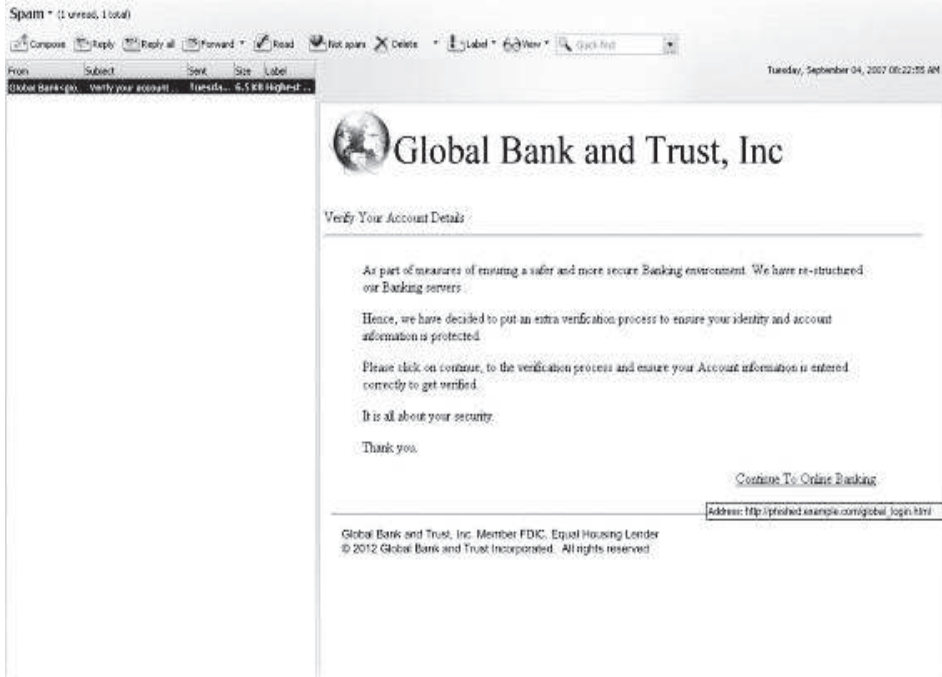 Spam (1 unread, 1 total)
Compose Reply Reply all Forward Read Not spam Delete Label View Quick find
From Subject Sent Size Label
Global Bank<glo... Verify your account... Tuesda... 6.5 KB Highest ...
Tuesday, September 04, 2007 08:22:55 AM
Global Bank and Trust, Inc
Verify Your Account Details
As part of measures of ensuring a safer and more secure Banking environment. We have re-structured
our Banking servers
Hence, we have decided to put an extra verification process to ensure your identity and account
information is protected.
Please click on continue, to the verification process and ensure your Account information is entered
correctly to get verified.
It is all about your security.
Thank you.
Continue To Online Banking
Address: http://phished.example.com/global_login.html
Global Bank and Trust, Inc. Member FDIC, Equal Housing Lender
© 2012 Global Bank and Trust Incorporated. All rights reserved